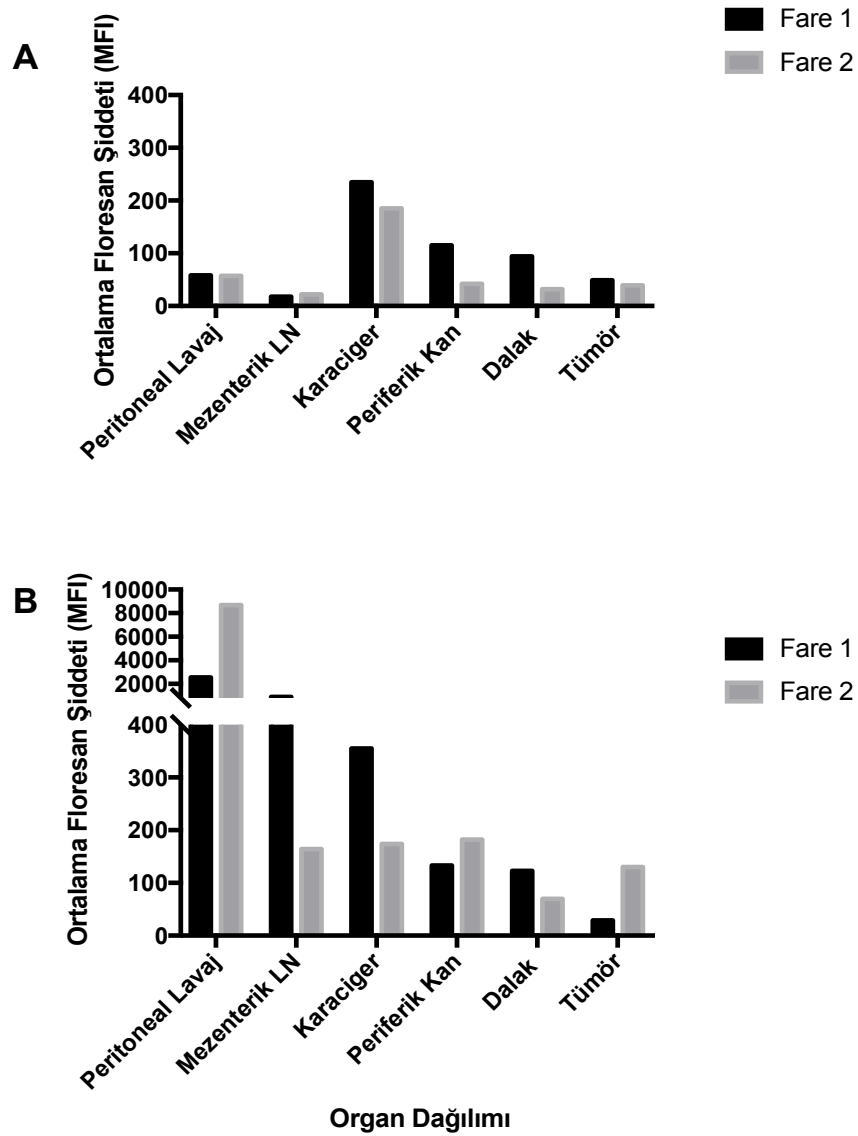 A
Ortalama Floresan Şiddeti (MFI)
400
300
200
100
0
Peritoneal Lavaj
Mezenterik LN
Karaciger
Periferik Kan
Dalak
Tümör
Fare 1
Fare 2
B
Ortalama Floresan Şiddeti (MFI)
10000
8000
6000
4000
2000
400
300
200
100
0
Peritoneal Lavaj
Mezenterik LN
Karaciger
Periferik Kan
Dalak
Tümör
Fare 1
Fare 2
Organ Dağılımı